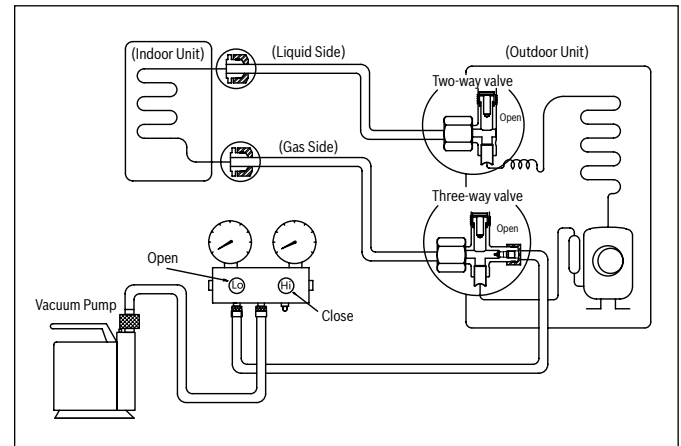 (Indoor Unit)
(Liquid Side)
(Outdoor Unit)
Two-way valve
Open
(Gas Side)
Three-way valve
Open
Open
Lo
Hi
Close
Vacuum Pump